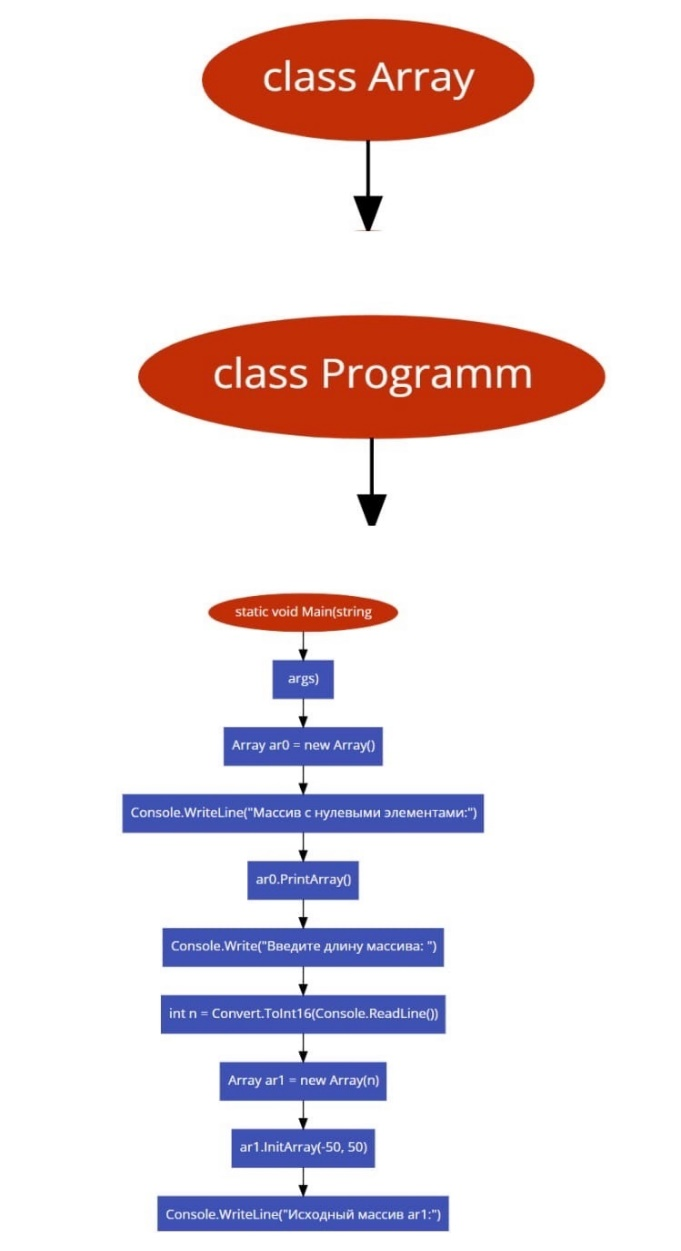 class Array
class Programm
static void Main(string
args)
Array ar0 = new Array()
Console.WriteLine("Массив с нулевыми элементами:")
ar0.PrintArray()
Console.Write("Введите длину массива: ")
int n = Convert.ToInt16(Console.ReadLine())
Array ar1 = new Array(n)
ar1.InitArray(-50, 50)
Console.WriteLine("Исходный массив ar1:")